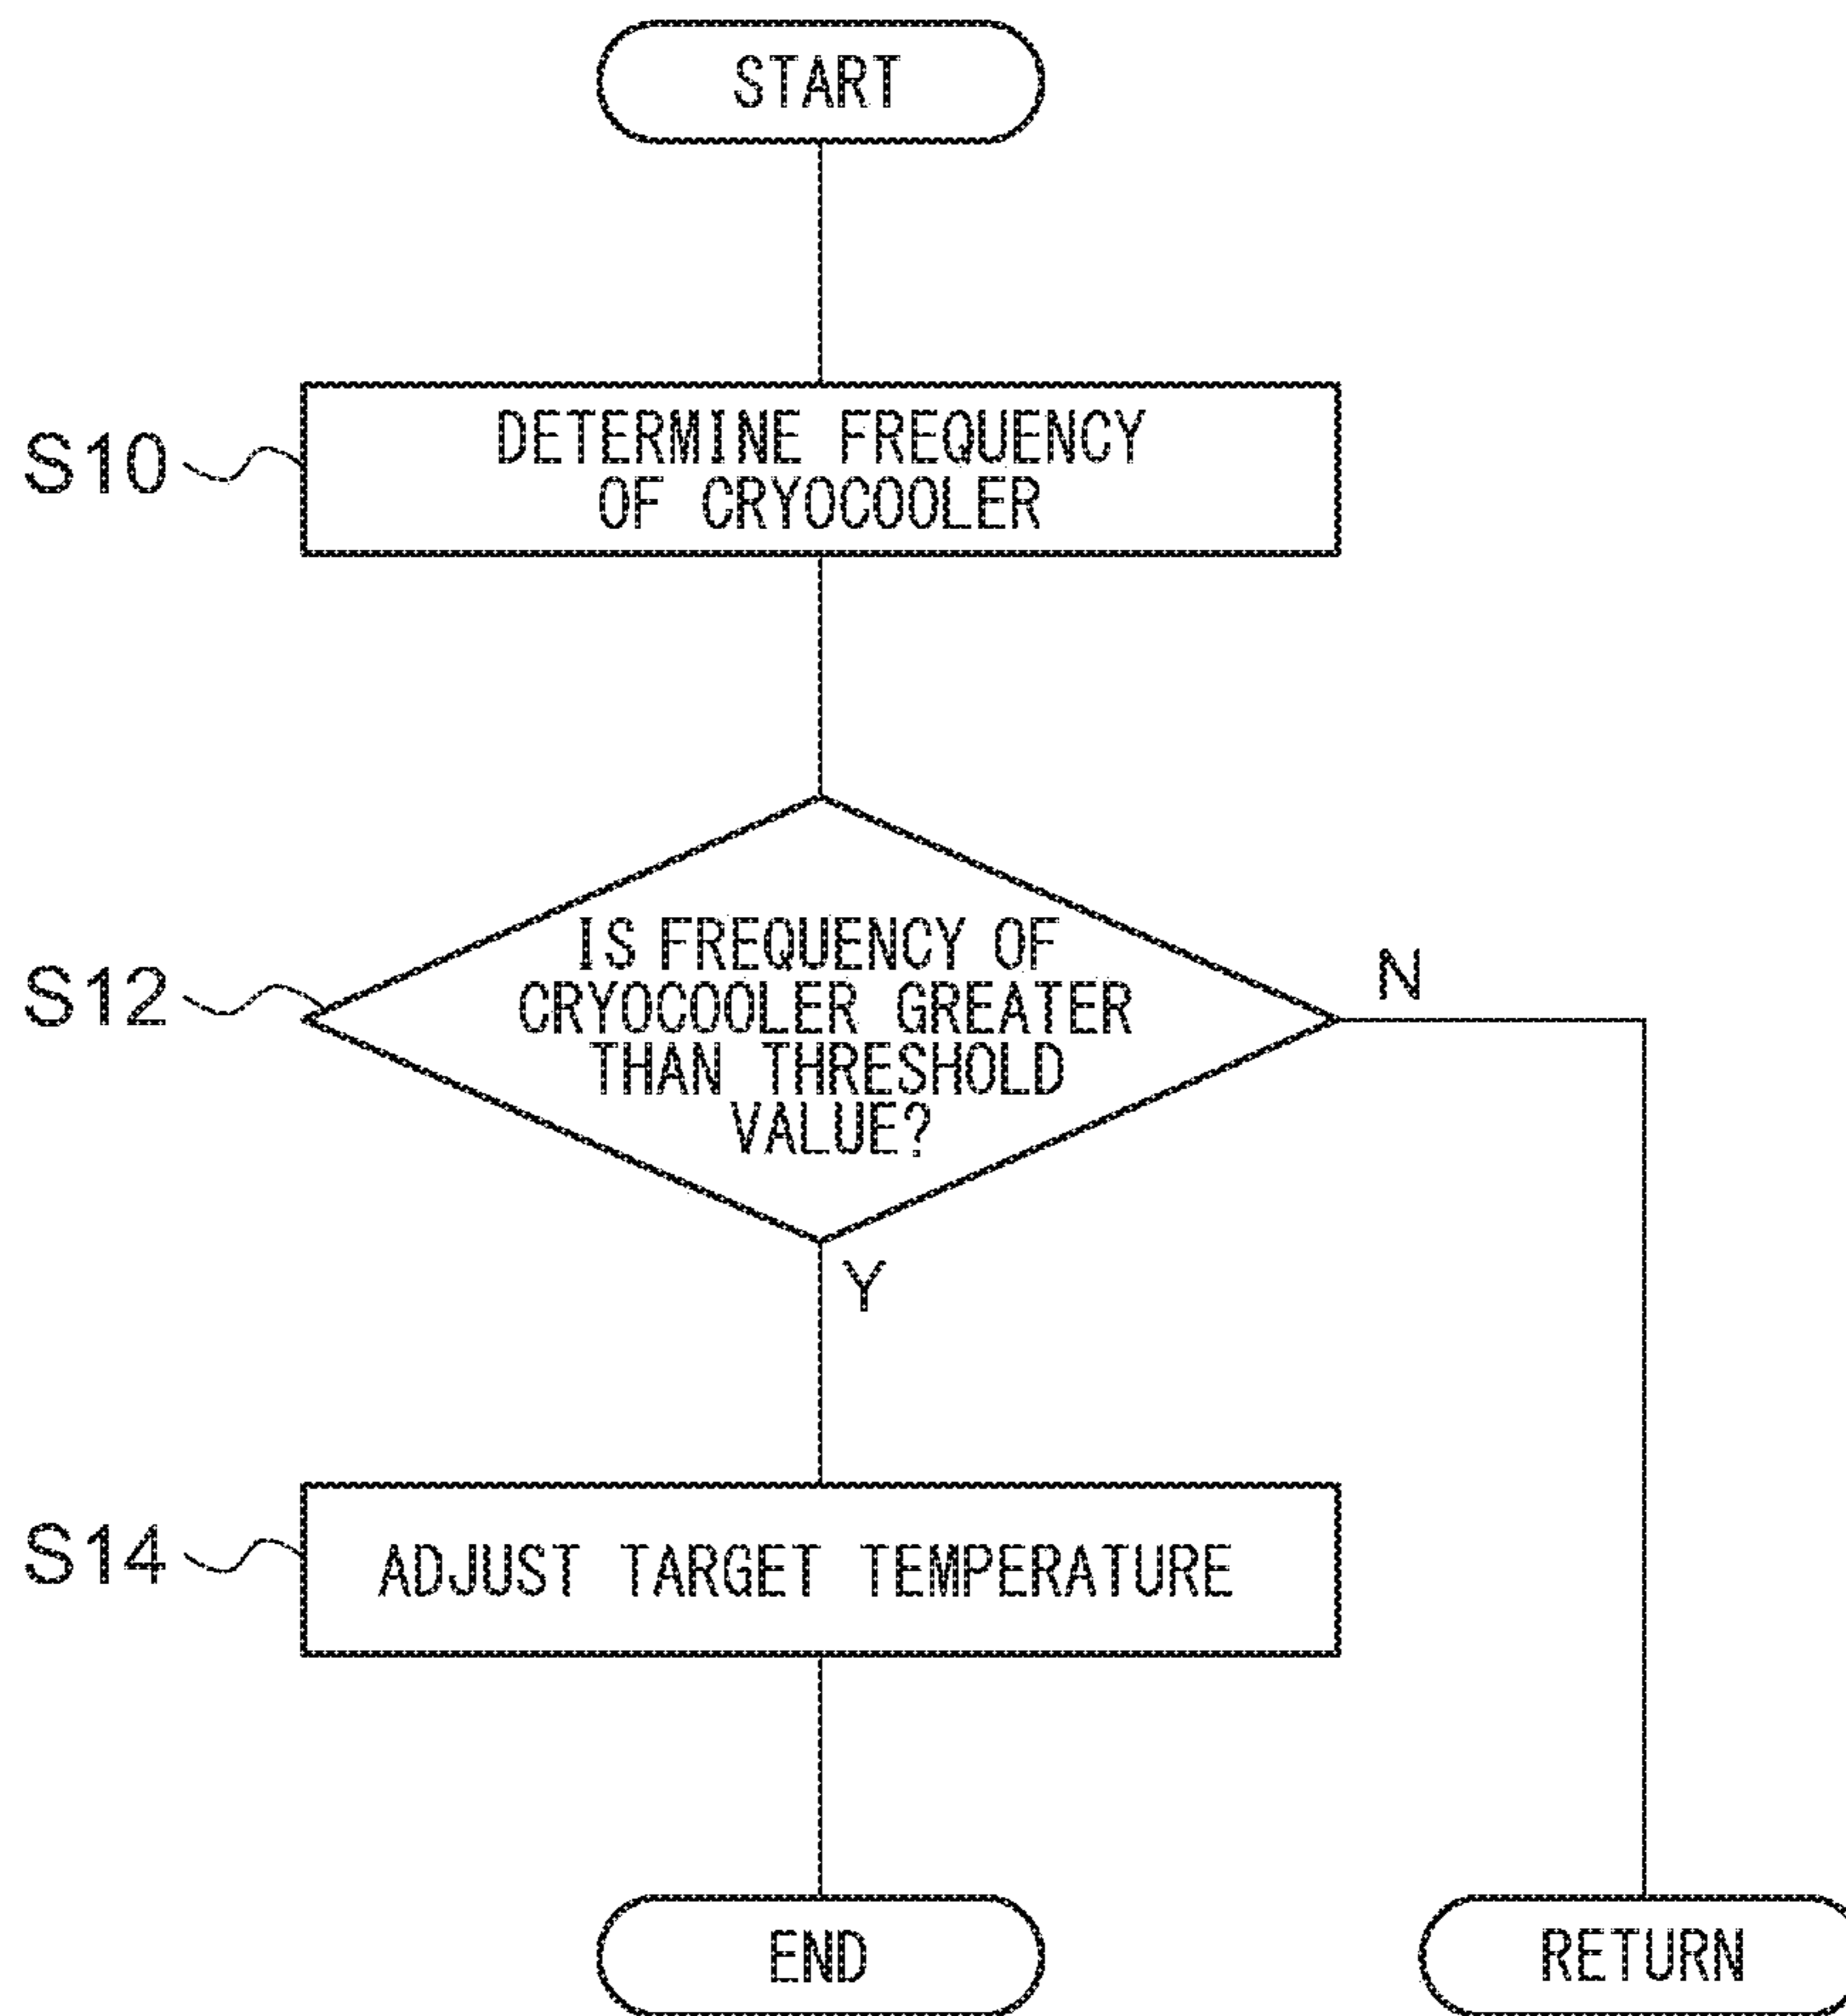 START
S10
DETERMINE FREQUENCY
OF CRYOCOOLER
S12
IS FREQUENCY OF
CRYOCOOLER GREATER
THAN THRESHOLD
VALUE?
N
Y
S14
ADJUST TARGET TEMPERATURE
END
RETURN